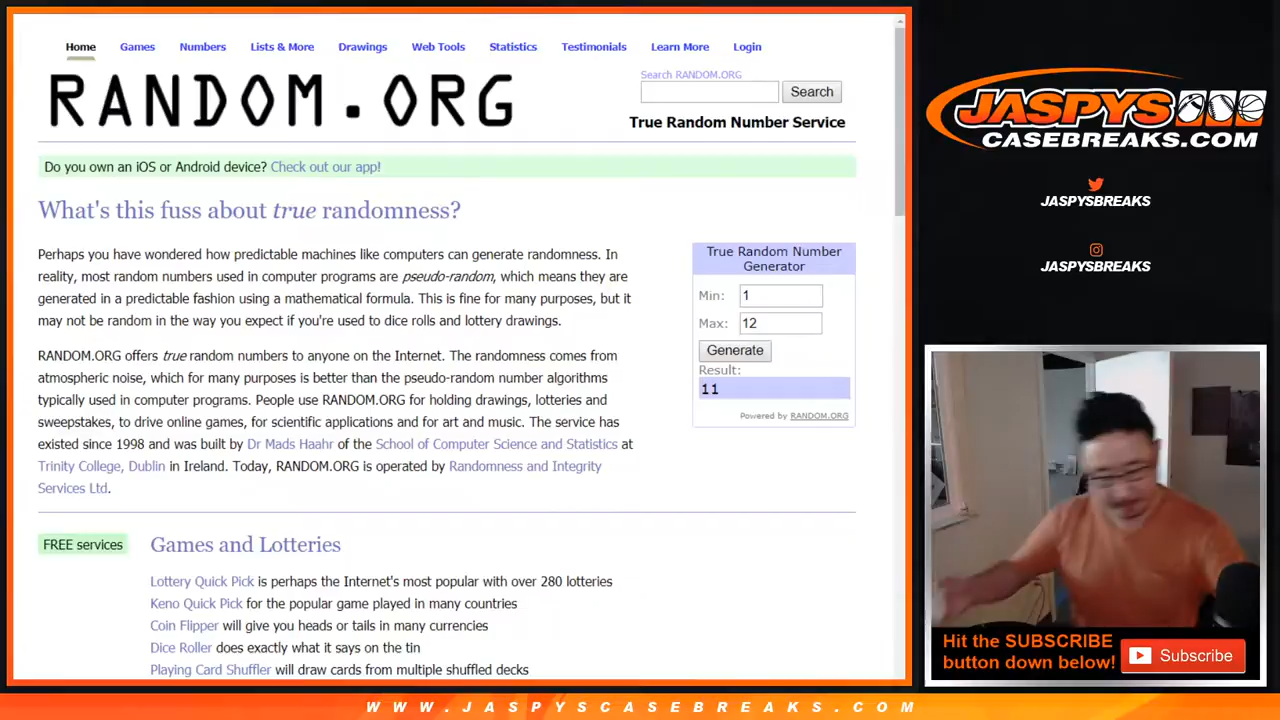 Home Games Numbers Lists & More Drawings Web Tools Statistics Testimonials Learn More Login
RANDOM.ORG
Search RANDOM.ORG
Search
True Random Number Service
Do you own an iOS or Android device? Check out our app!
What's this fuss about true randomness?
Perhaps you have wondered how predictable machines like computers can generate randomness. In
reality, most random numbers used in computer programs are pseudo-random, which means they are
generated in a predictable fashion using a mathematical formula. This is fine for many purposes, but it
may not be random in the way you expect if you're used to dice rolls and lottery drawings.
RANDOM.ORG offers true random numbers to anyone on the Internet. The randomness comes from
atmospheric noise, which for many purposes is better than the pseudo-random number algorithms
typically used in computer programs. People use RANDOM.ORG for holding drawings, lotteries and
sweepstakes, to drive online games, for scientific applications and for art and music. The service has
existed since 1998 and was built by Dr Mads Haahr of the School of Computer Science and Statistics at
Trinity College, Dublin in Ireland. Today, RANDOM.ORG is operated by Randomness and Integrity
Services Ltd.
True Random Number
Generator
Min: 1
Max: 12
Generate
Result:
11
Powered by RANDOM.ORG
FREE services
Games and Lotteries
Lottery Quick Pick is perhaps the Internet's most popular with over 280 lotteries
Keno Quick Pick for the popular game played in many countries
Coin Flipper will give you heads or tails in many currencies
Dice Roller does exactly what it says on the tin
Playing Card Shuffler will draw cards from multiple shuffled decks
JASPYS
CASEBREAKS.COM
JASPYSBREAKS
JASPYSBREAKS
Hit the SUBSCRIBE
button down below!
Subscribe
WWW.JASPYSCASEBREAKS.COM